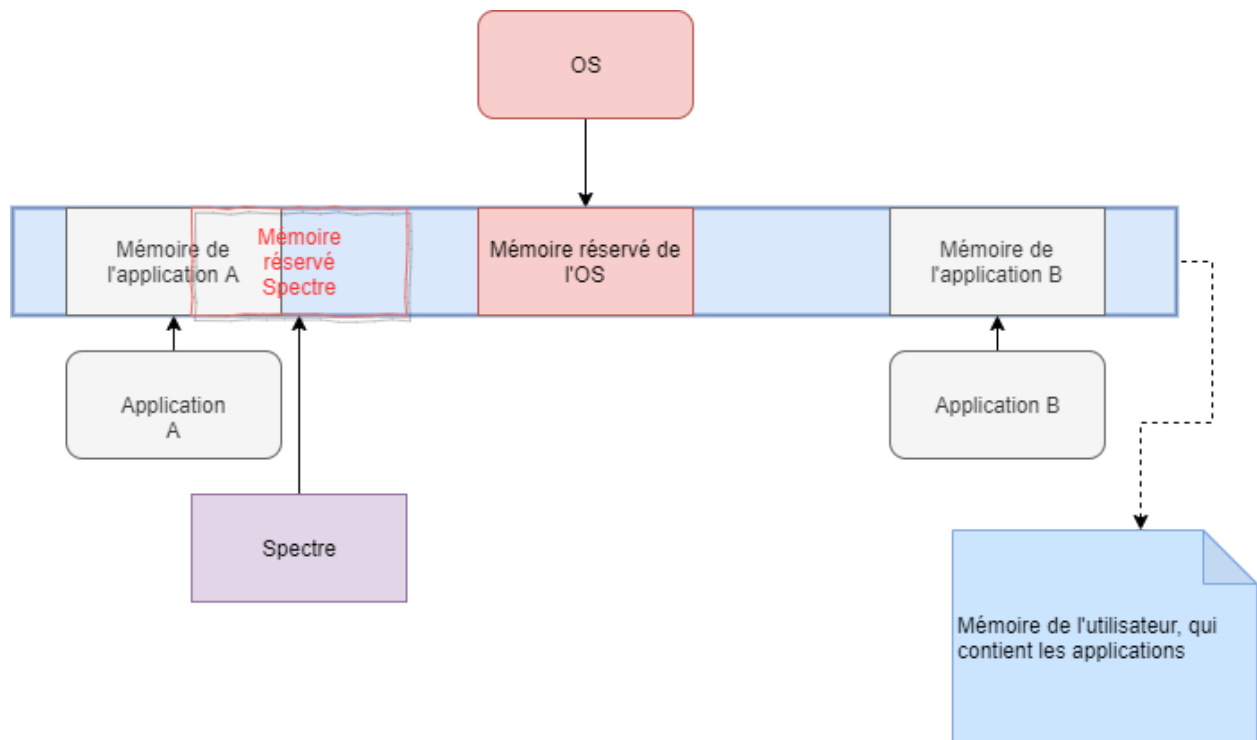 OS
Mémoire de
l'application A
Mémoire
réservé
Spectre
Mémoire réservé de
l'OS
Mémoire de
l'application B
Application
A
Application B
Spectre
Mémoire de l'utilisateur, qui
contient les applications